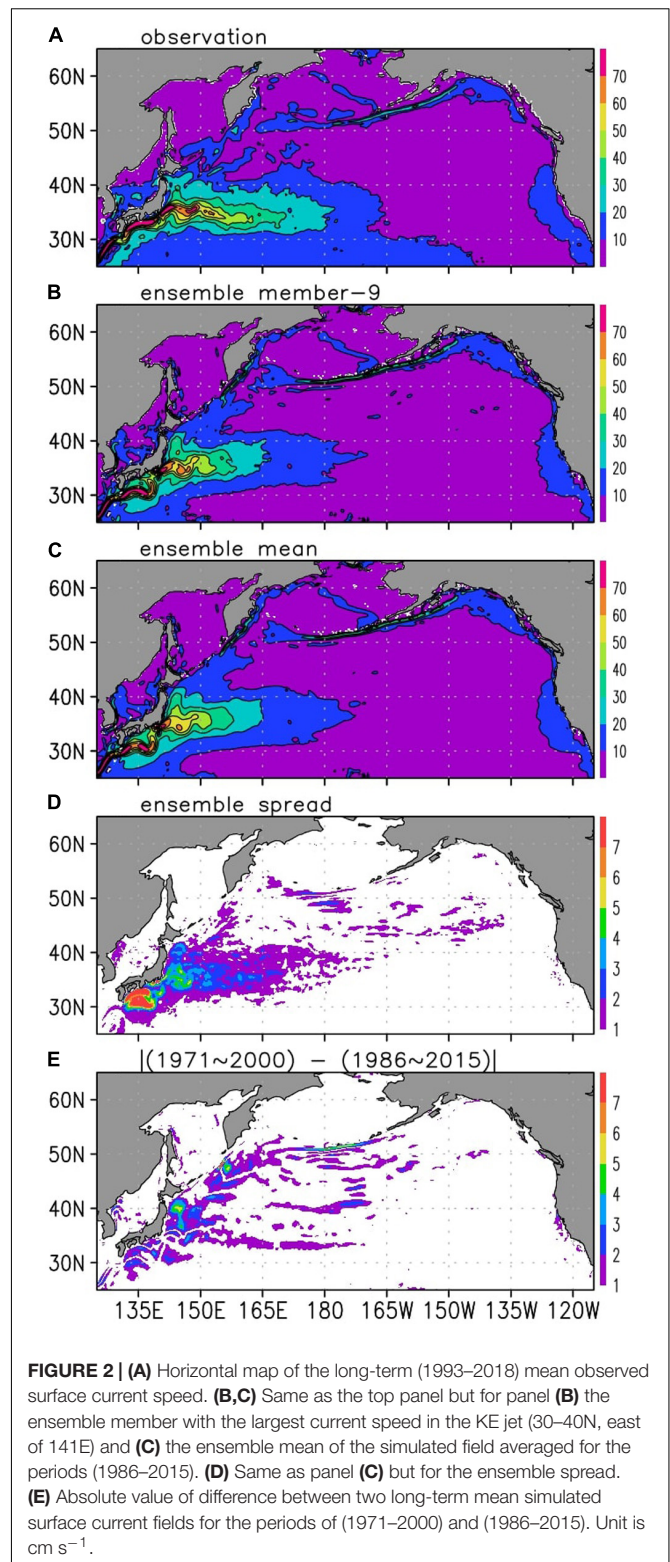 A
observation
60N
50N
40N
30N
70
60
50
40
30
20
10
B
ensemble member-9
60N
50N
40N
30N
70
60
50
40
30
20
10
C
ensemble mean
60N
50N
40N
30N
70
60
50
40
30
20
10
D
ensemble spread
60N
50N
40N
30N
7
6
5
4
3
2
1
E
|(1971~2000) − (1986~2015)|
60N
50N
40N
30N
7
6
5
4
3
2
1
135E 150E 165E 180 165W 150W 135W 120W
FIGURE 2 | (A) Horizontal map of the long-term (1993–2018) mean observed
surface current speed. (B,C) Same as the top panel but for panel (B) the
ensemble member with the largest current speed in the KE jet (30–40N, east
of 141E) and (C) the ensemble mean of the simulated field averaged for the
periods (1986–2015). (D) Same as panel (C) but for the ensemble spread.
(E) Absolute value of difference between two long-term mean simulated
surface current fields for the periods of (1971–2000) and (1986–2015). Unit is
cm s⁻¹.